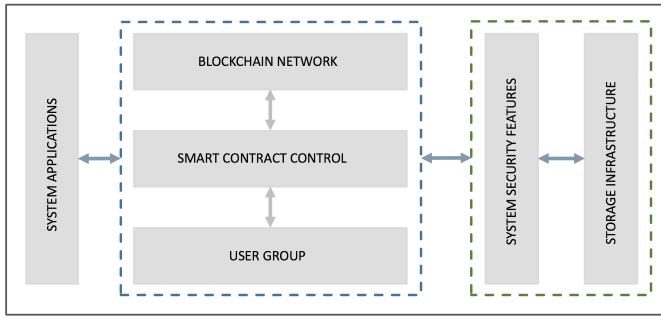 SYSTEM APPLICATIONS
BLOCKCHAIN NETWORK
SMART CONTRACT CONTROL
USER GROUP
SYSTEM SECURITY FEATURES
STORAGE INFRASTRUCTURE